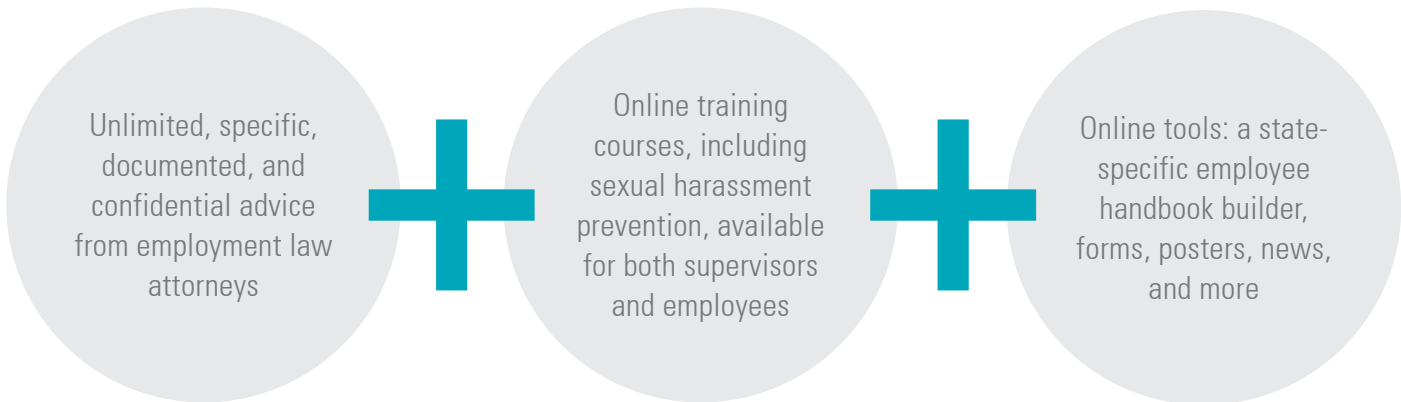 Unlimited, specific,
documented, and
confidential advice
from employment law
attorneys
Online training
courses, including
sexual harassment
prevention, available
for both supervisors
and employees
Online tools: a state-
specific employee
handbook builder,
forms, posters, news,
and more